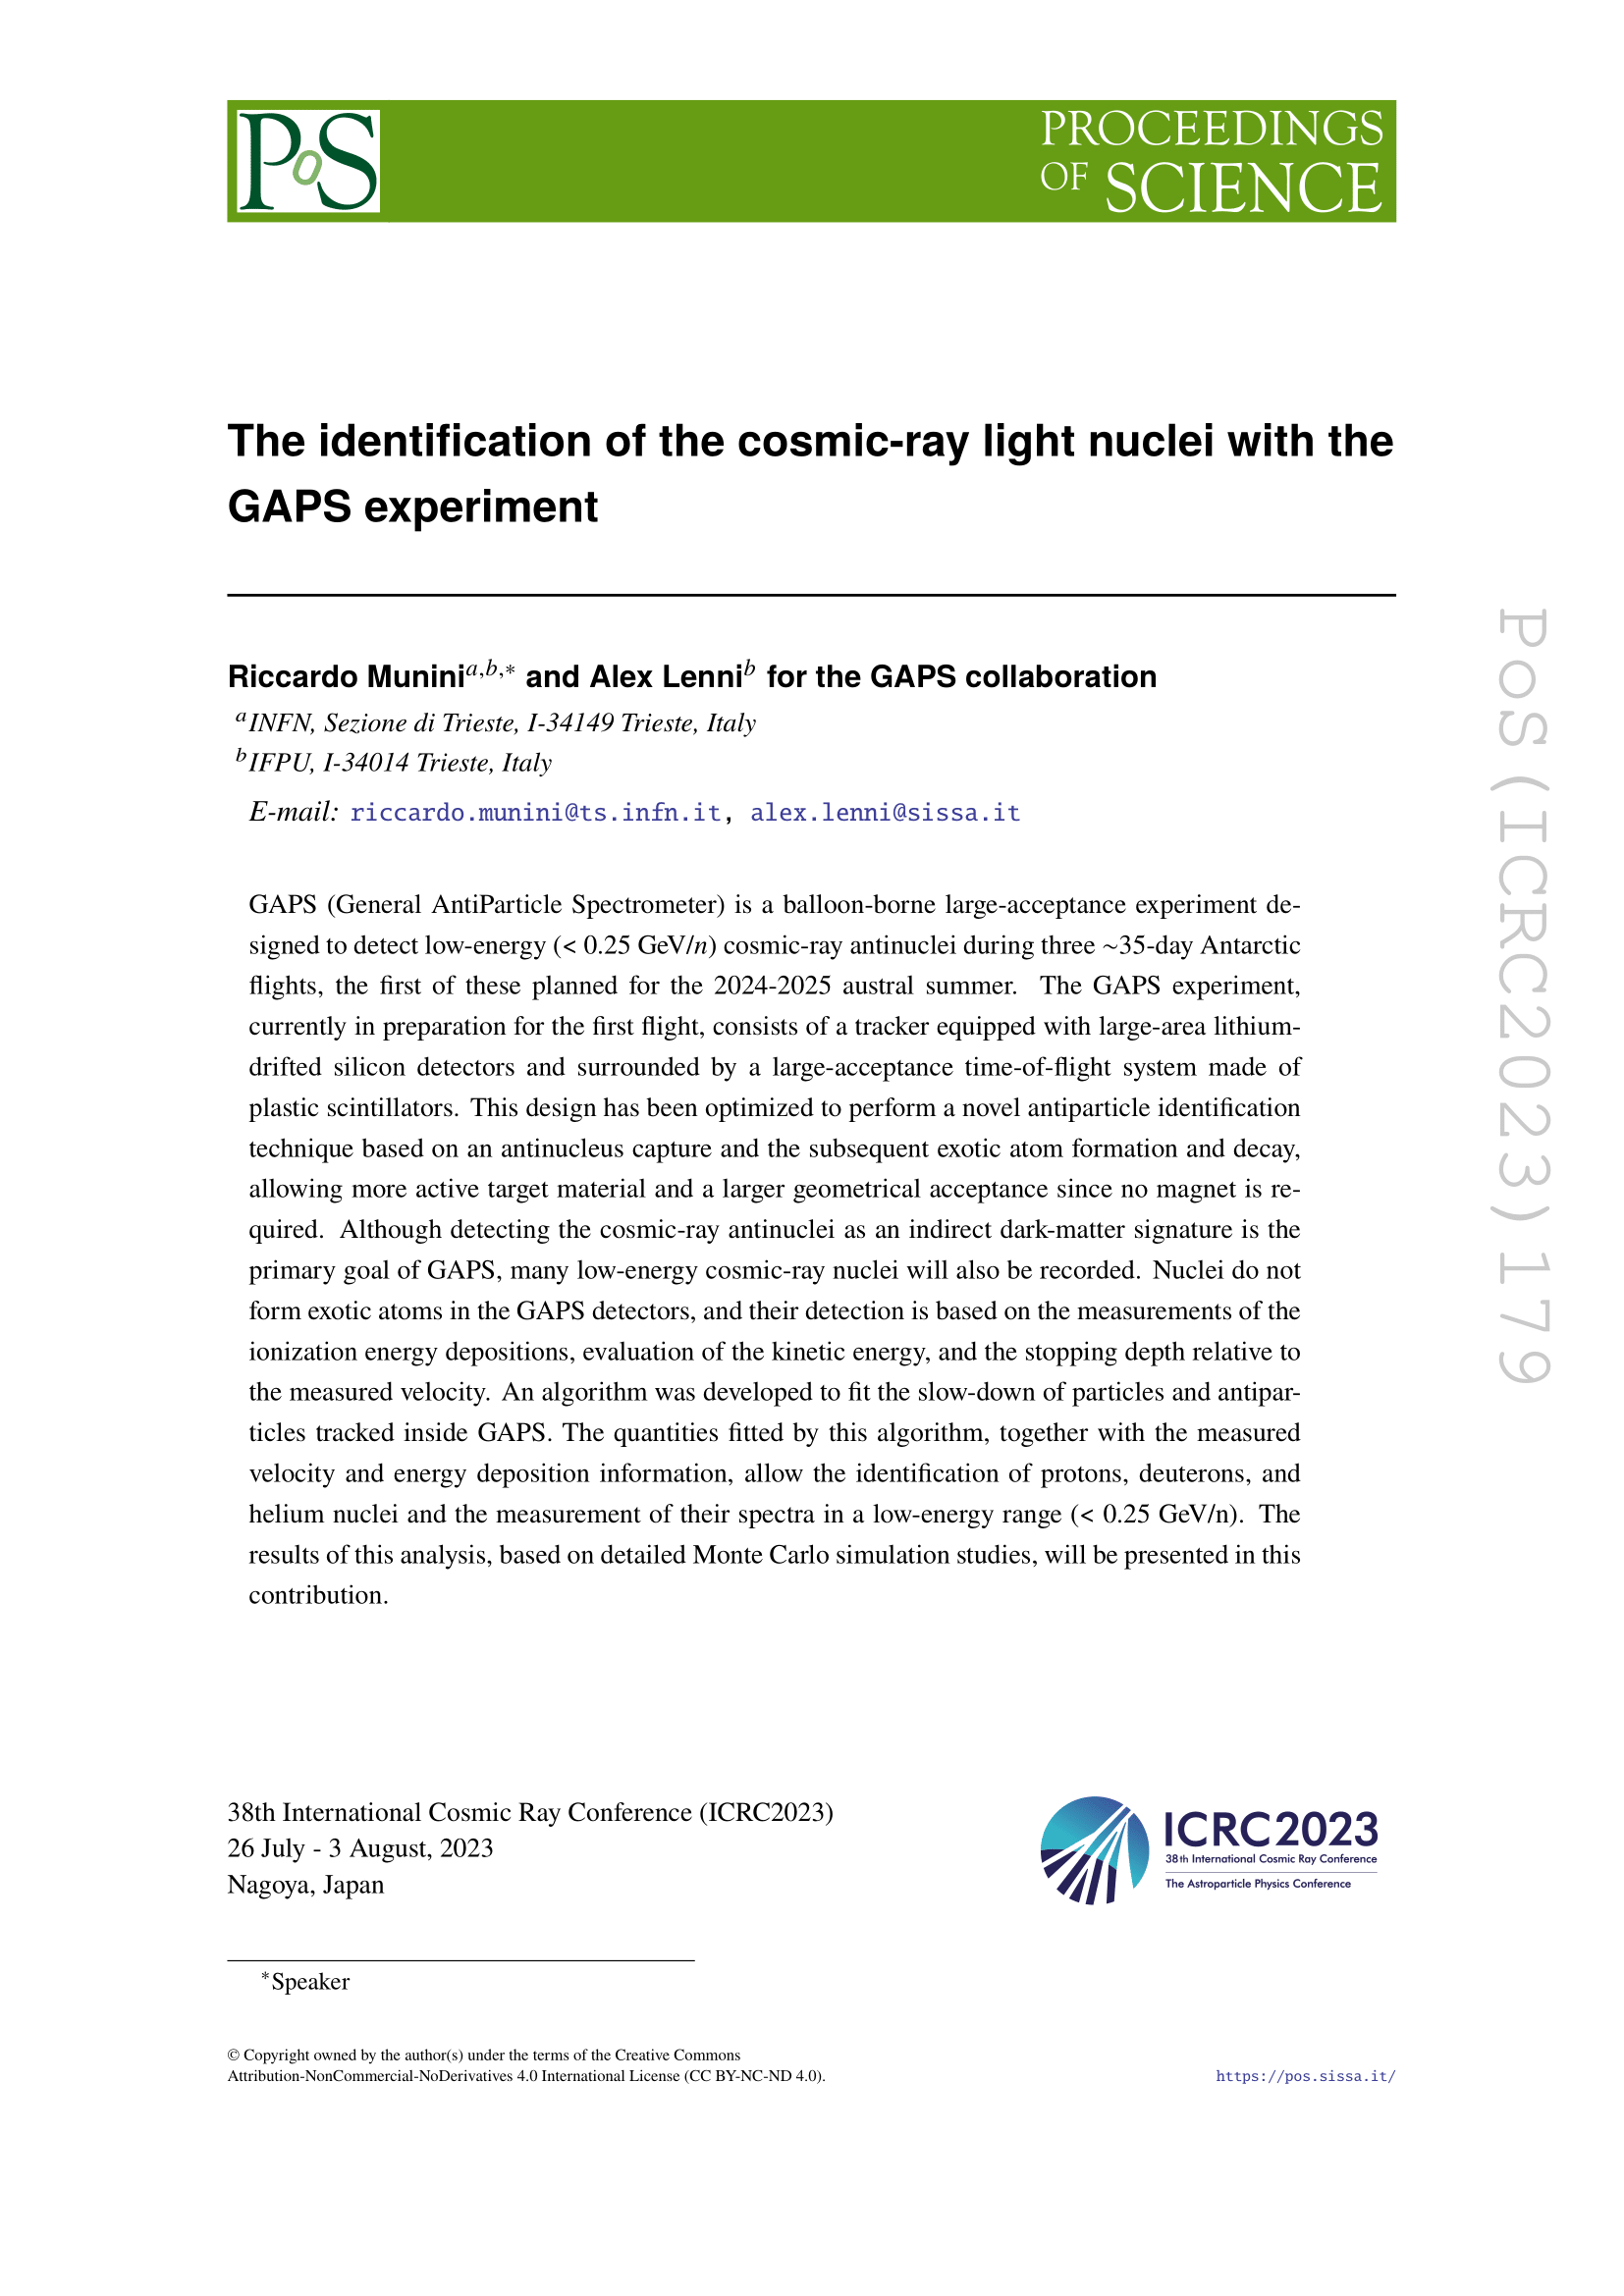 PoS
PROCEEDINGS
OF SCIENCE
The identification of the cosmic-ray light nuclei with the
GAPS experiment
Riccardo Munini𝑎,𝑏,∗ and Alex Lenni𝑏 for the GAPS collaboration
𝑎INFN, Sezione di Trieste, I-34149 Trieste, Italy
𝑏IFPU, I-34014 Trieste, Italy
E-mail: riccardo.munini@ts.infn.it, alex.lenni@sissa.it
GAPS (General AntiParticle Spectrometer) is a balloon-borne large-acceptance experiment de-
signed to detect low-energy (< 0.25 GeV/n) cosmic-ray antinuclei during three ~35-day Antarctic
flights, the first of these planned for the 2024-2025 austral summer. The GAPS experiment,
currently in preparation for the first flight, consists of a tracker equipped with large-area lithium-
drifted silicon detectors and surrounded by a large-acceptance time-of-flight system made of
plastic scintillators. This design has been optimized to perform a novel antiparticle identification
technique based on an antinucleus capture and the subsequent exotic atom formation and decay,
allowing more active target material and a larger geometrical acceptance since no magnet is re-
quired. Although detecting the cosmic-ray antinuclei as an indirect dark-matter signature is the
primary goal of GAPS, many low-energy cosmic-ray nuclei will also be recorded. Nuclei do not
form exotic atoms in the GAPS detectors, and their detection is based on the measurements of the
ionization energy depositions, evaluation of the kinetic energy, and the stopping depth relative to
the measured velocity. An algorithm was developed to fit the slow-down of particles and antipar-
ticles tracked inside GAPS. The quantities fitted by this algorithm, together with the measured
velocity and energy deposition information, allow the identification of protons, deuterons, and
helium nuclei and the measurement of their spectra in a low-energy range (< 0.25 GeV/n). The
results of this analysis, based on detailed Monte Carlo simulation studies, will be presented in this
contribution.
38th International Cosmic Ray Conference (ICRC2023)
26 July - 3 August, 2023
Nagoya, Japan
ICRC2023
38th International Cosmic Ray Conference
The Astroparticle Physics Conference
∗Speaker
© Copyright owned by the author(s) under the terms of the Creative Commons
Attribution-NonCommercial-NoDerivatives 4.0 International License (CC BY-NC-ND 4.0).
https://pos.sissa.it/
PoS(ICRC2023)179